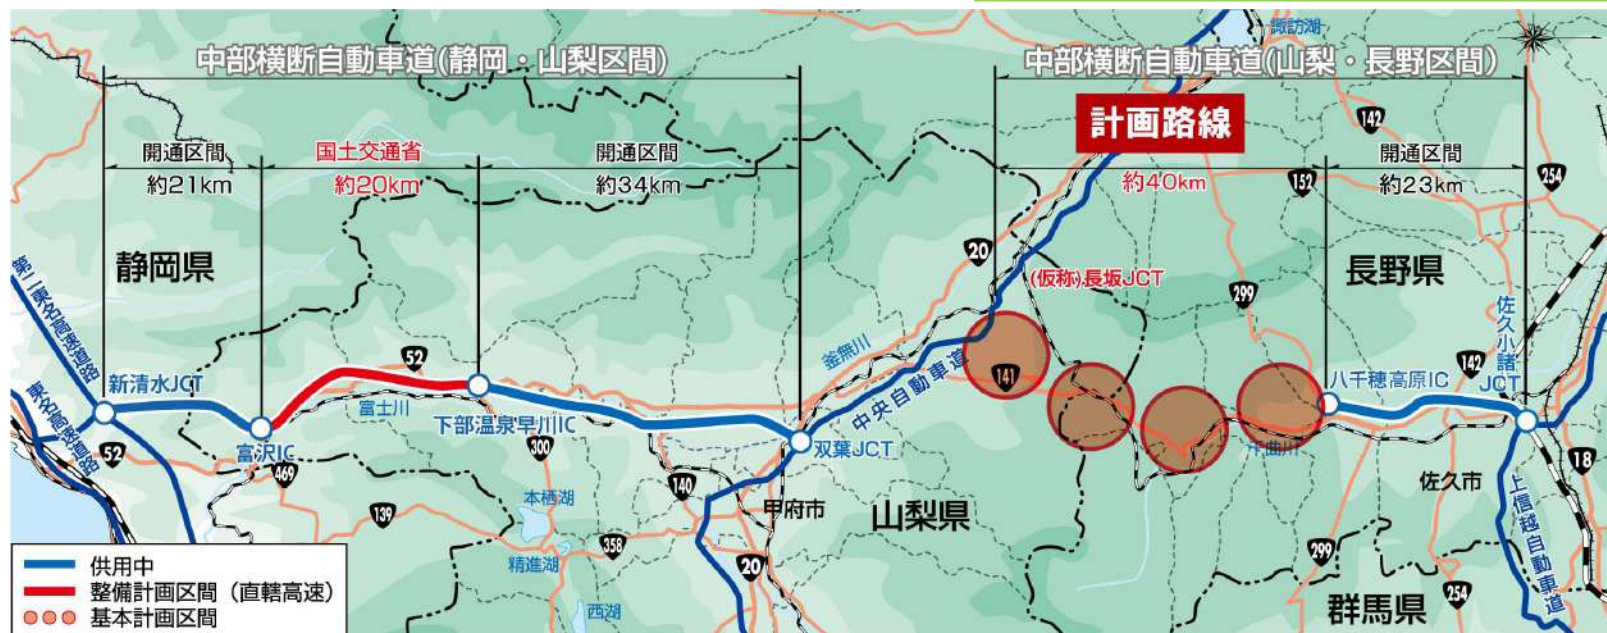 中部横断自動車道(静岡・山梨区間)
中部横断自動車道(山梨・長野区間)
諏訪湖
計画路線
開通区間
約21km
国土交通省
約20km
開通区間
約34km
約40km
開通区間
約23km
142
152
254
静岡県
長野県
20
(仮称)長坂JCT
299
第二東名高速道路
東名高速道路
新清水JCT
52
富士川
富沢IC
下部温泉早川IC
釜無川
中央自動車道
双葉JCT
141
八千穂高原IC
142
佐久小諸
JCT
千曲川
52
469
300
139
本栖湖
精進湖
358
西湖
140
20
甲府市
山梨県
佐久市
18
上信越自動車道
299
254
群馬県
供用中
整備計画区間（直轄高速）
基本計画区間